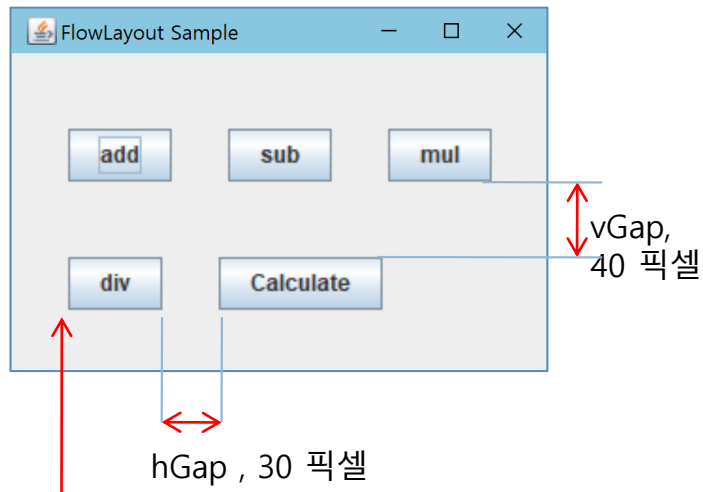 FlowLayout Sample
add
sub
mul
vGap,
40 픽셀
div
Calculate
hGap , 30 픽셀